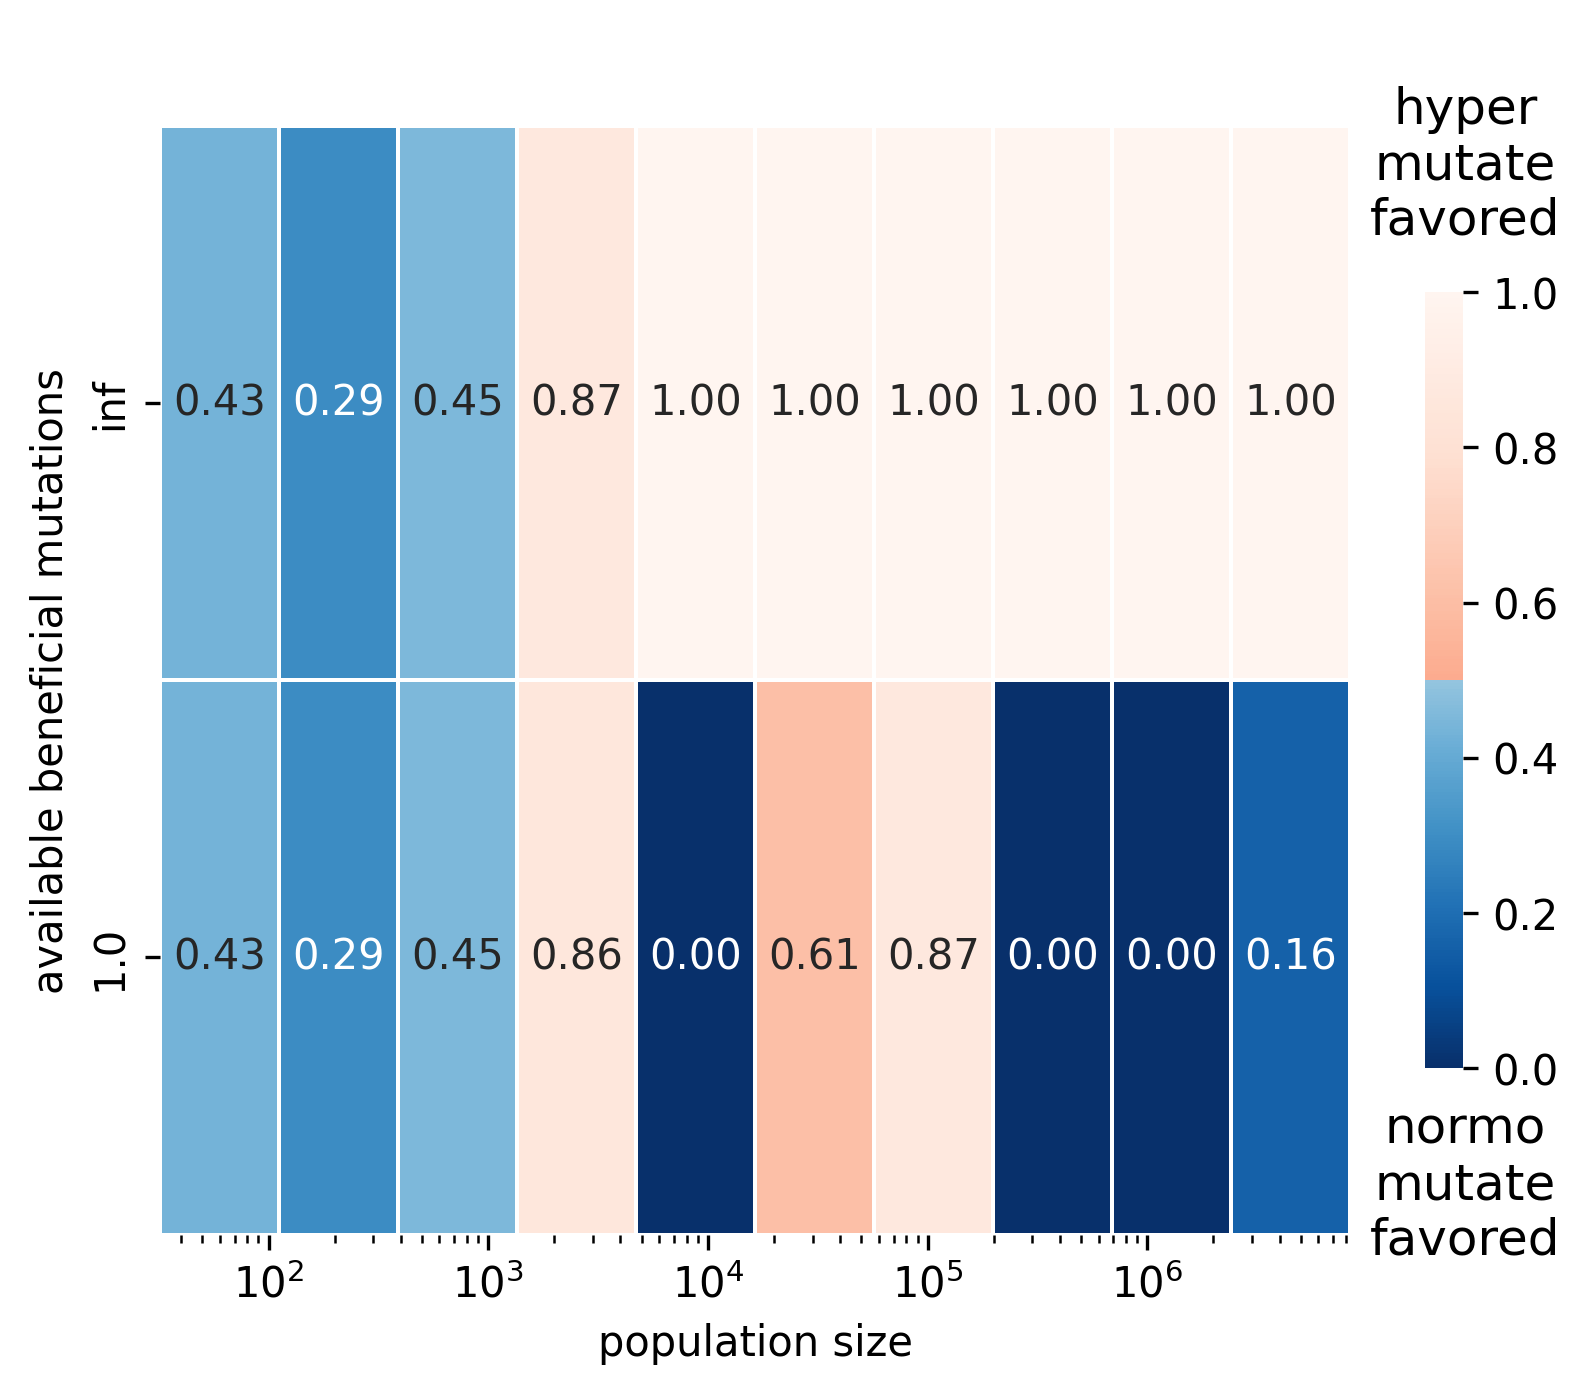 hyper
mutate
favored
available beneficial mutations
inf
0.43 0.29 0.45 0.87 1.00 1.00 1.00 1.00 1.00 1.00
1.0
0.43 0.29 0.45 0.86 0.00 0.61 0.87 0.00 0.00 0.16
1.0
0.8
0.6
0.4
0.2
0.0
normo
mutate
favored
10² 10³ 10⁴ 10⁵ 10⁶
population size